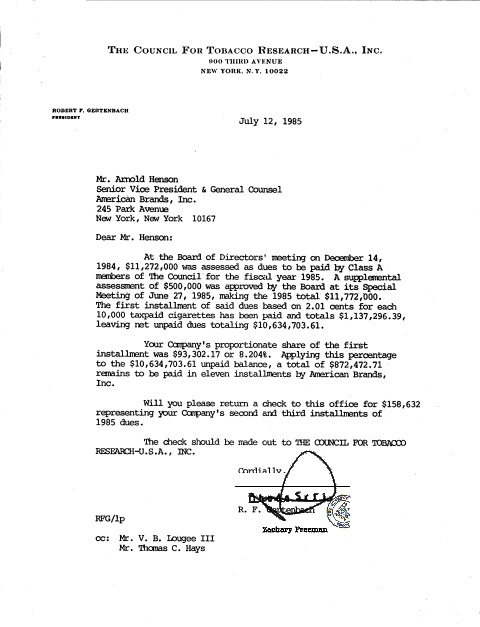 THE COUNCIL FOR TOBACCO RESEARCH—U.S.A., INC.
900 THIRD AVENUE
NEW YORK, N.Y. 10022
ROBERT F. GERTENBACH
PRESIDENT
July 12, 1985
Mr. Arnold Henson
Senior Vice President & General Counsel
American Brands, Inc.
245 Park Avenue
New York, New York 10167
Dear Mr. Henson:
At the Board of Directors' meeting on December 14,
1984, $11,272,000 was assessed as dues to be paid by Class A
members of The Council for the fiscal year 1985. A supplemental
assessment of $500,000 was approved by the Board at its Special
Meeting of June 27, 1985, making the 1985 total $11,772,000.
The first installment of said dues based on 2.01 cents for each
10,000 taxpaid cigarettes has been paid and totals $1,137,296.39,
leaving net unpaid dues totaling $10,634,703.61.
Your Company's proportionate share of the first
installment was $93,302.17 or 8.204%. Applying this percentage
to the $10,634,703.61 unpaid balance, a total of $872,472.71
remains to be paid in eleven installments by American Brands,
Inc.
Will you please return a check to this office for $158,632
representing your Company's second and third installments of
1985 dues.
The check should be made out to THE COUNCIL FOR TOBACCO
RESEARCH-U.S.A., INC.
Cordially,
R. F. Gertenbach
Zachary Freeman
RFG/lp
cc: Mr. V. B. Lougee III
Mr. Thomas C. Hays